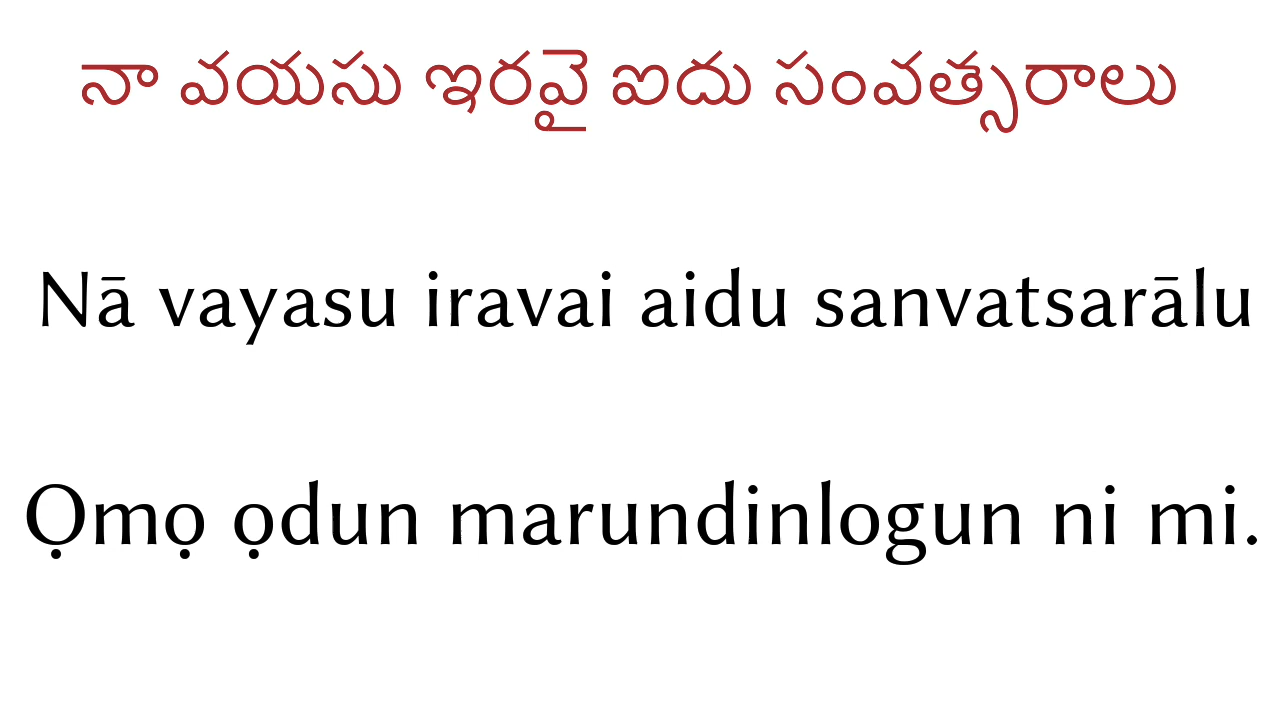 నా వయసు ఇరవై ఐదు సంవత్సరాలు
Nā vayasu iravai aidu sanvatsarālu
Ọmọ ọdun marundinlogun ni mi.